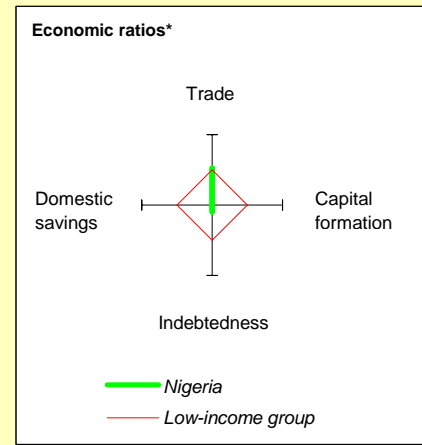 Economic ratios*
Trade
Domestic
savings
Capital
formation
Indebtedness
Nigeria
Low-income group